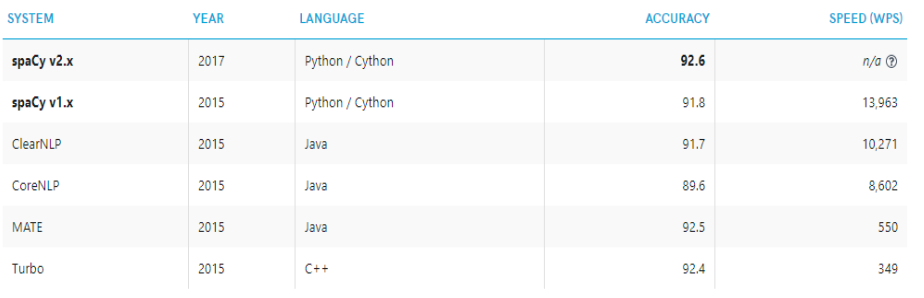 SYSTEM YEAR LANGUAGE ACCURACY SPEED (WPS)
spaCy v2.x 2017 Python / Cython 92.6 n/a ?
spaCy v1.x 2015 Python / Cython 91.8 13,963
ClearNLP 2015 Java 91.7 10,271
CoreNLP 2015 Java 89.6 8,602
MATE 2015 Java 92.5 550
Turbo 2015 C++ 92.4 349